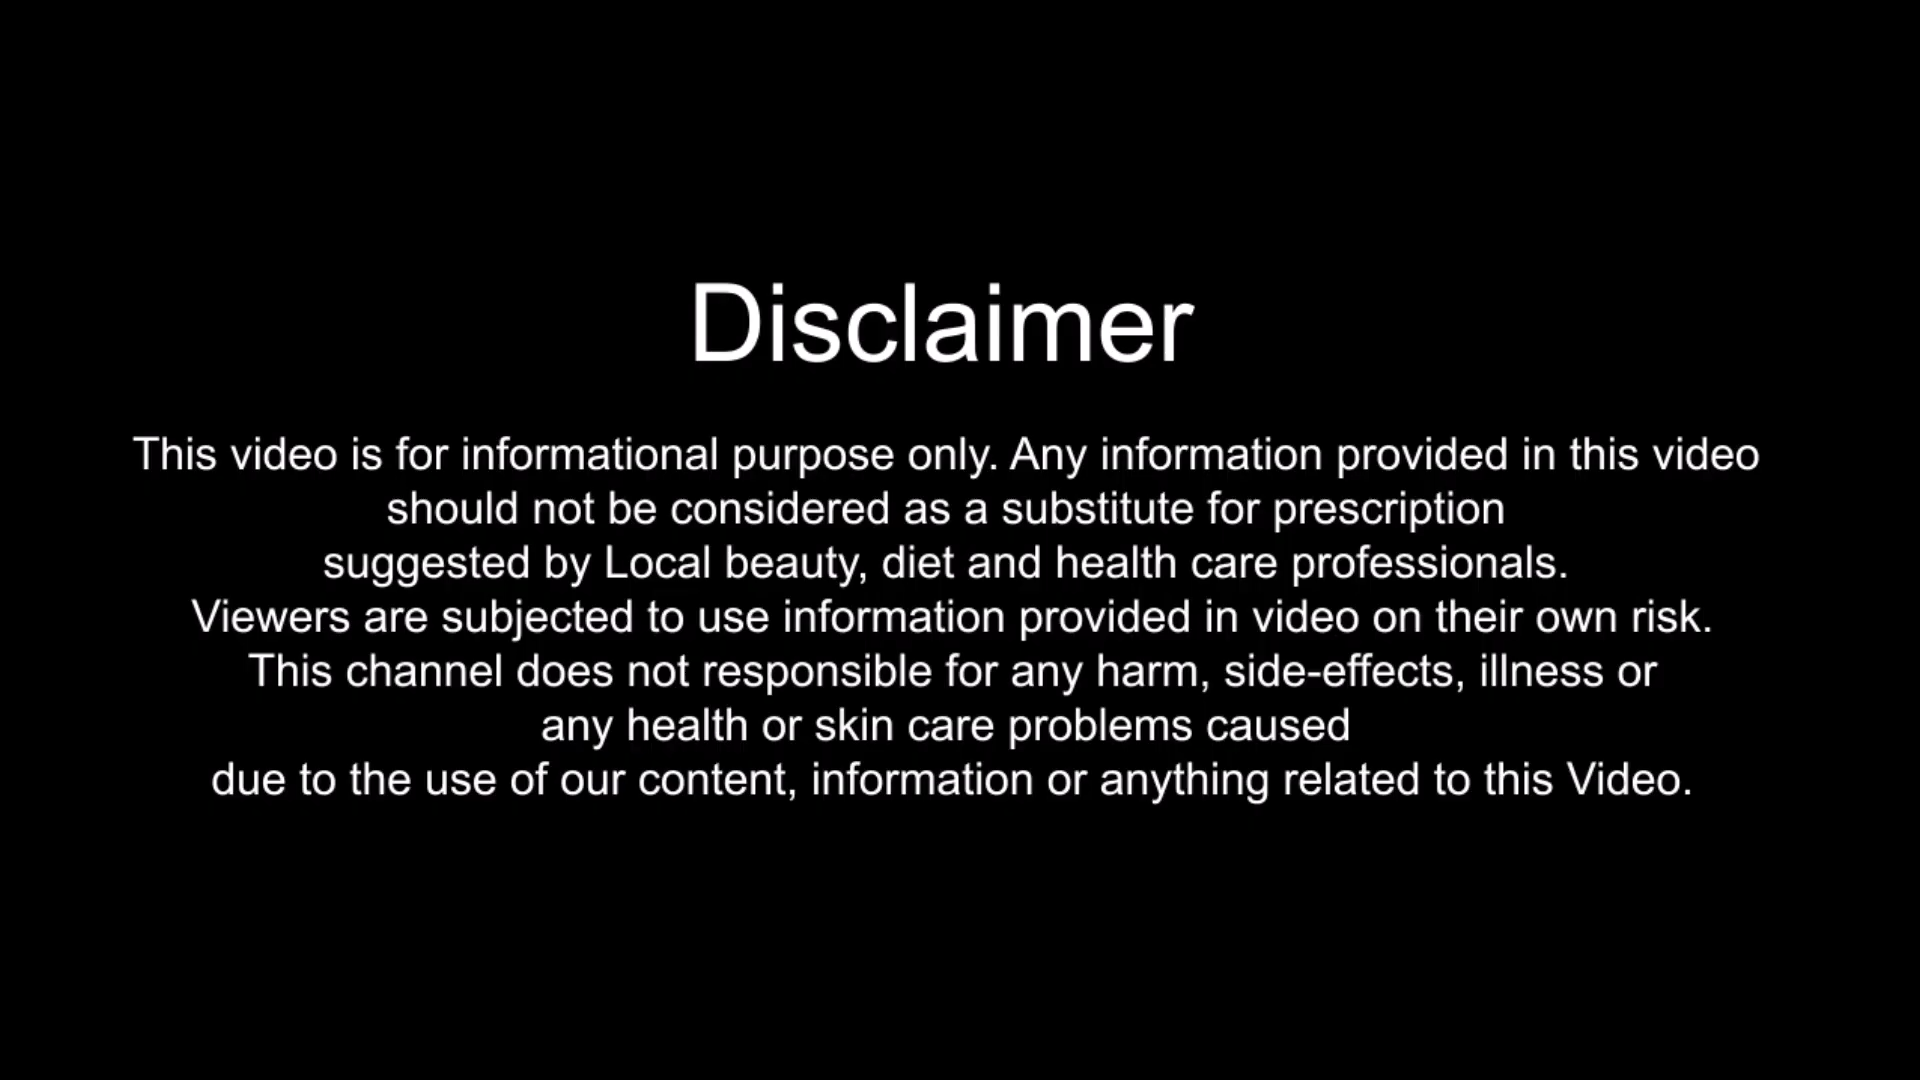 Disclaimer
This video is for informational purpose only. Any information provided in this video
should not be considered as a substitute for prescription
suggested by Local beauty, diet and health care professionals.
Viewers are subjected to use information provided in video on their own risk.
This channel does not responsible for any harm, side-effects, illness or
any health or skin care problems caused
due to the use of our content, information or anything related to this Video.